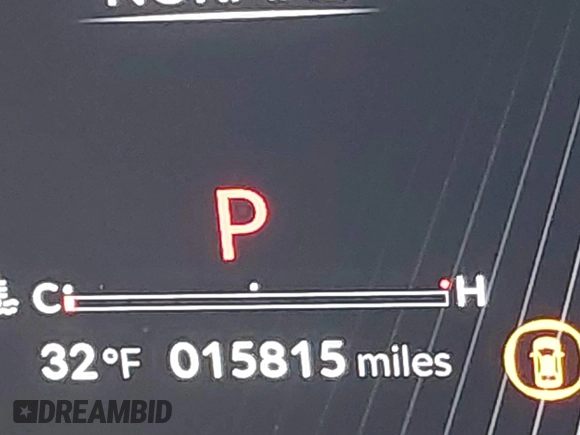 P
C H
32°F 015815 miles
DREAMBID